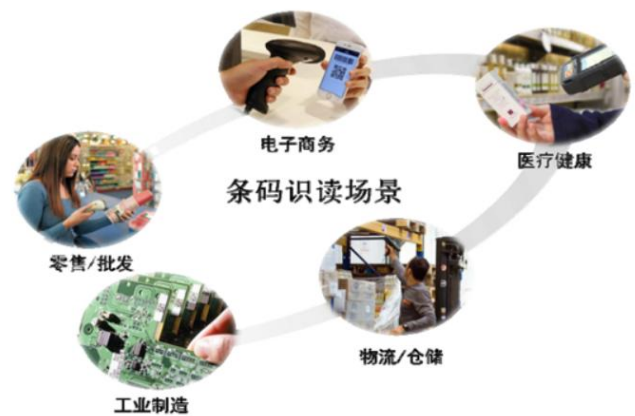 电子商务
医疗健康
条码识读场景
零售/批发
物流/仓储
工业制造